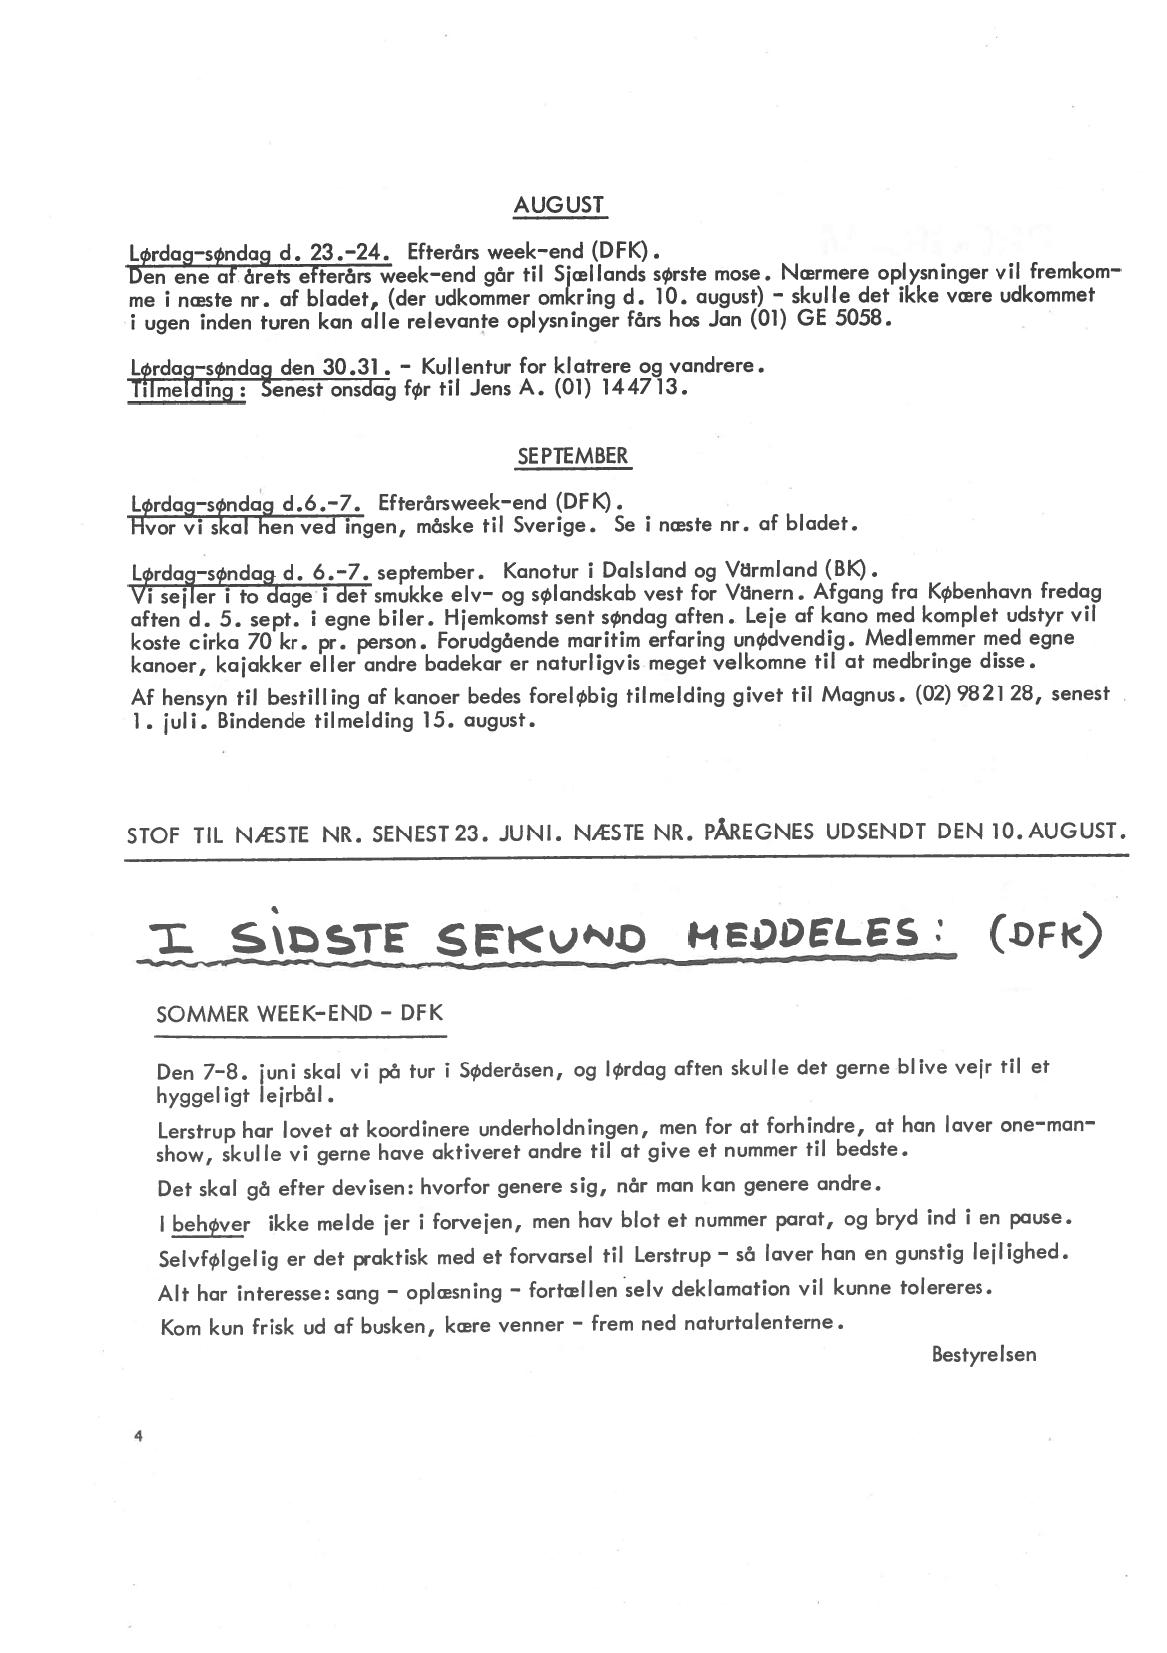 AUGUST
Lørdag-søndag d. 23.-24. Efterårs week-end (DFK).
Den ene af årets efterårs week-end går til Sjællands sørste mose. Nærmere oplysninger vil fremkom-
me i næste nr. af bladet, (der udkommer omkring d. 10. august) - skulle det ikke være udkommet
i ugen inden turen kan alle relevante oplysninger fårs hos Jan (01) GE 5058.
Lørdag-søndag den 30.31. - Kullentur for klatrere og vandrere.
Tilmelding: Senest onsdag før til Jens A. (01) 144713.
SEPTEMBER
Lørdag-søndag d.6.-7. Efterårsweek-end (DFK).
Hvor vi skal hen ved ingen, måske til Sverige. Se i næste nr. af bladet.
Lørdag-søndag d. 6.-7. september. Kanotur i Dalsland og Värmland (BK).
Vi sejler i to dage i det smukke elv- og sølandskab vest for Vänern. Afgang fra København fredag
aften d. 5. sept. i egne biler. Hjemkomst sent søndag aften. Leje af kano med komplet udstyr vil
koste cirka 70 kr. pr. person. Forudgående maritim erfaring unødvendig. Medlemmer med egne
kanoer, kajakker eller andre badekar er naturligvis meget velkomne til at medbringe disse.
Af hensyn til bestilling af kanoer bedes foreløbig tilmelding givet til Magnus. (02) 982128, senest
1. juli. Bindende tilmelding 15. august.
STOF TIL NÆSTE NR. SENEST 23. JUNI. NÆSTE NR. PÅREGNES UDSENDT DEN 10. AUGUST.
I SIDSTE SEKUND MEDDELES: (DFK)
SOMMER WEEK-END - DFK
Den 7-8. juni skal vi på tur i Søderåsen, og lørdag aften skulle det gerne blive vejr til et
hyggeligt lejrbål.
Lerstrup har lovet at koordinere underholdningen, men for at forhindre, at han laver one-man-
show, skulle vi gerne have aktiveret andre til at give et nummer til bedste.
Det skal gå efter devisen: hvorfor genere sig, når man kan genere andre.
I behøver ikke melde jer i forvejen, men hav blot et nummer parat, og bryd ind i en pause.
Selvfølgelig er det praktisk med et forvarsel til Lerstrup - så laver han en gunstig lejlighed.
Alt har interesse: sang - oplæsning - fortællen selv deklamation vil kunne tolereres.
Kom kun frisk ud af busken, kære venner - frem ned naturtalenterne.
Bestyrelsen
4